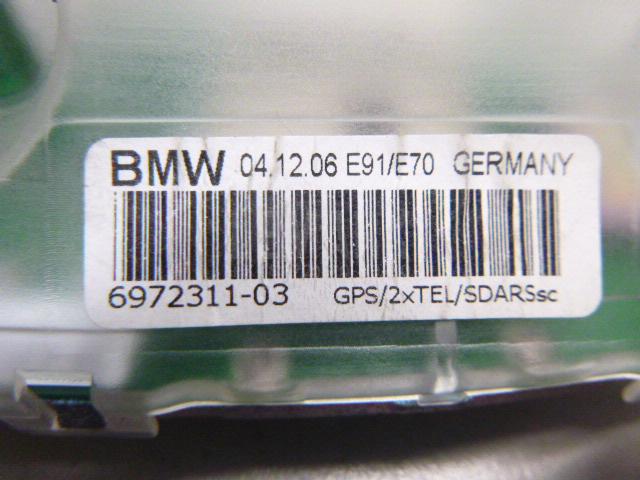 BMW 04.12.06 E91/E70 GERMANY
6972311-03 GPS/2xTEL/SDARSsc